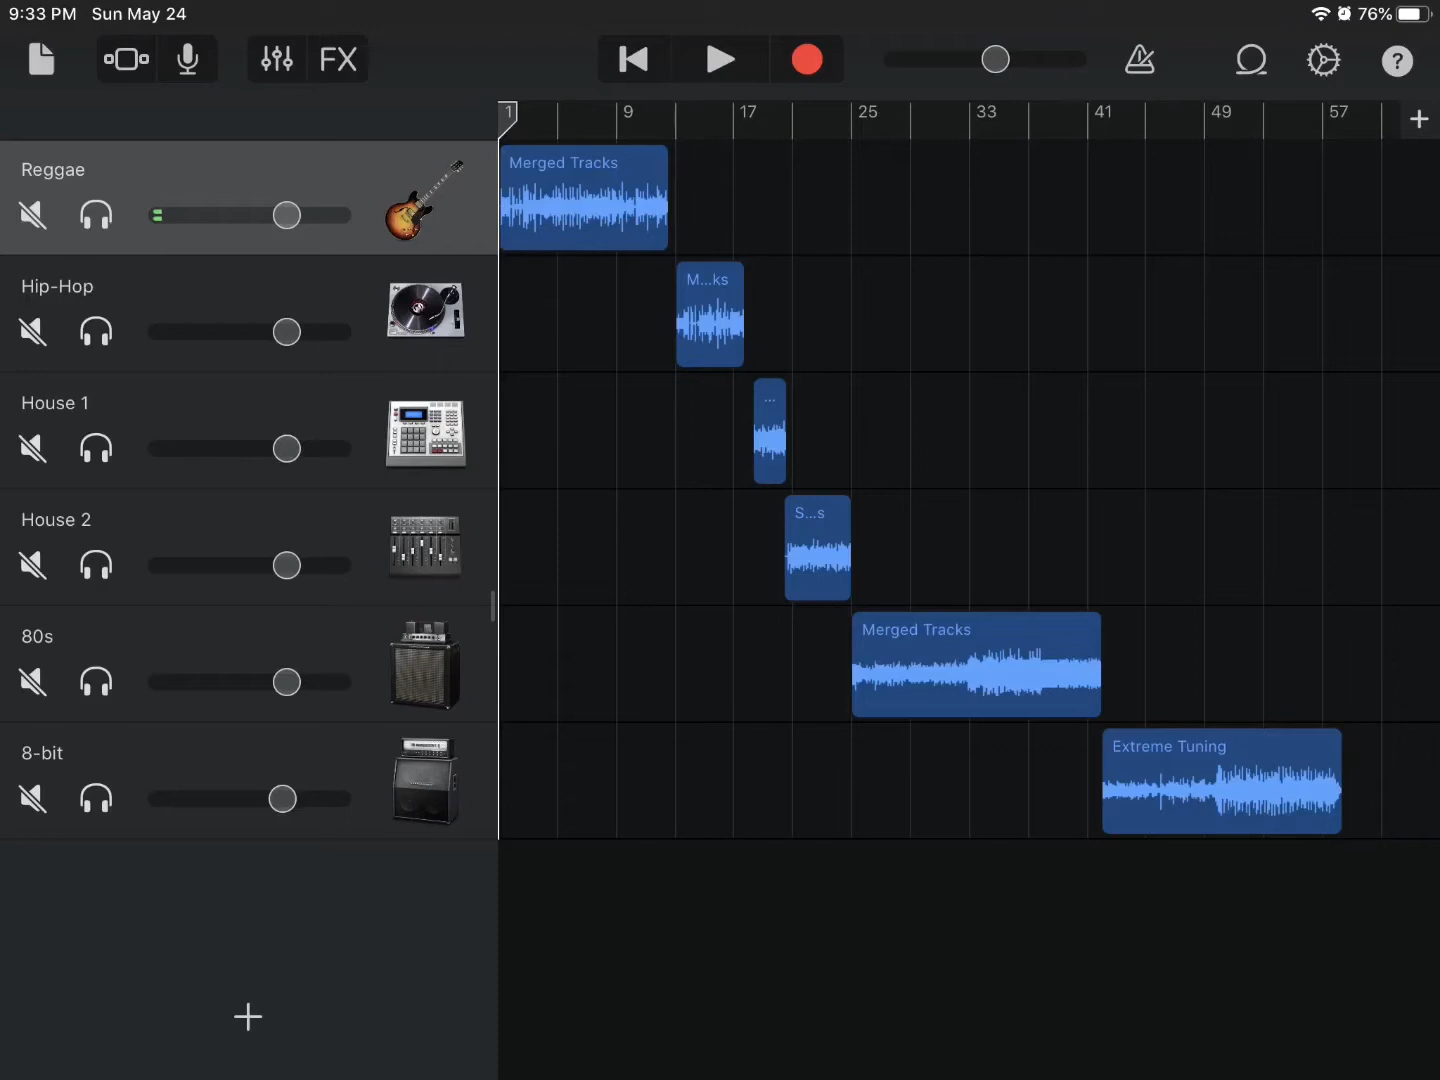 9:33 PM Sun May 24 76%
FX ?
1 9 17 25 33 41 49 57 +
Reggae
Merged Tracks
Hip-Hop
M...ks
House 1
...
House 2
S...s
80s
Merged Tracks
8-bit
Extreme Tuning
+